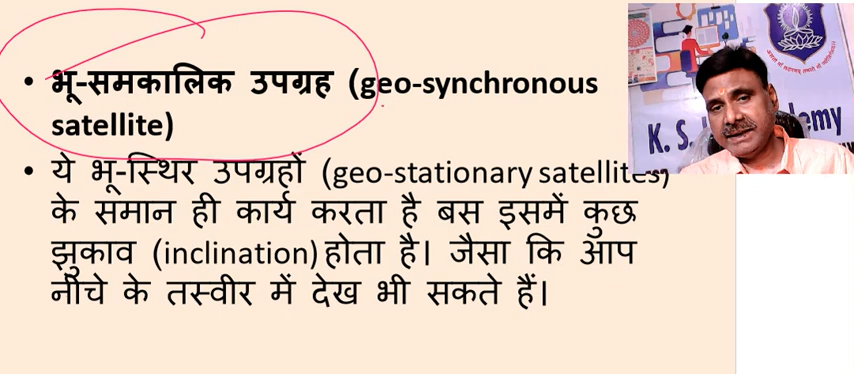 • भू-समकालिक उपग्रह (geo-synchronous
satellite)
• ये भू-स्थिर उपग्रहों (geo-stationary satellites)
के समान ही कार्य करता है बस इसमें कुछ
झुकाव (inclination) होता है। जैसा कि आप
नीचे के तस्वीर में देख भी सकते हैं।
K. S.
emy